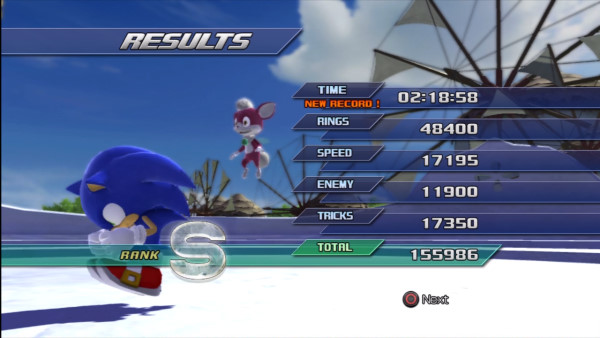 RESULTS
TIME
NEW RECORD ! 02:18:58
RINGS 48400
SPEED 17195
ENEMY 11900
TRICKS 17350
TOTAL 155986
RANK S
Next